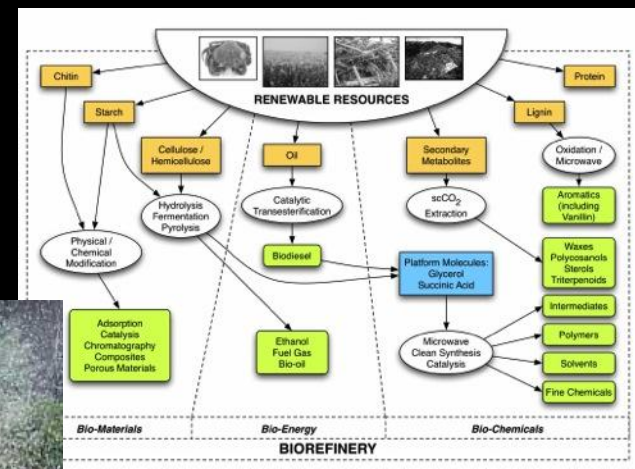 RENEWABLE RESOURCES
Chitin
Starch
Cellulose /
Hemicellulose
Oil
Secondary
Metabolites
Lignin
Protein
Hydrolysis
Fermentation
Pyrolysis
Catalytic
Transesterification
scCO2
Extraction
Oxidation /
Microwave
Physical /
Chemical
Modification
Biodiesel
Platform Molecules:
Glycerol
Succinic Acid
Aromatics
(including
Vanillin)
Waxes
Polycosanols
Sterols
Triterpenoids
Adsorption
Catalysis
Chromatography
Composites
Porous Materials
Ethanol
Fuel Gas
Bio-oil
Microwave
Clean Synthesis
Catalysis
Intermediates
Polymers
Solvents
Fine Chemicals
Bio-Materials
Bio-Energy
Bio-Chemicals
BIOREFINERY